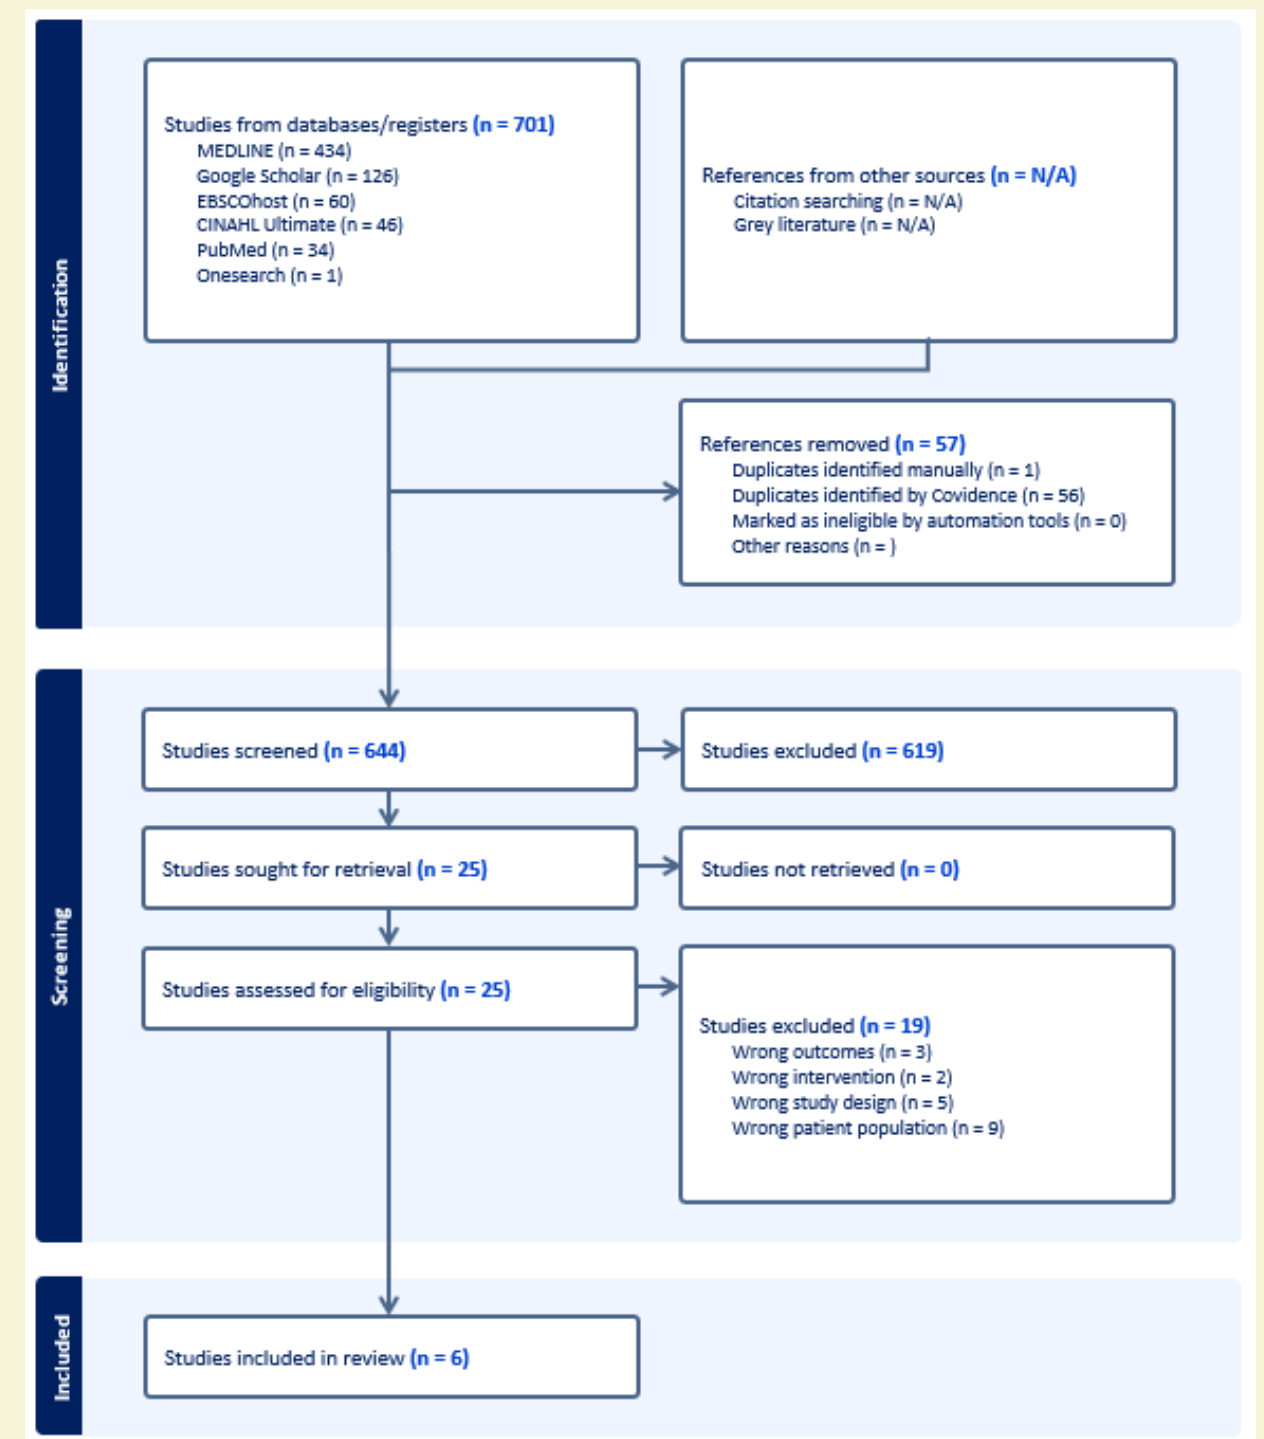 Identification
Studies from databases/registers (n = 701)
MEDLINE (n = 434)
Google Scholar (n = 126)
EBSCOhost (n = 60)
CINAHL Ultimate (n = 46)
PubMed (n = 34)
Onesearch (n = 1)
References from other sources (n = N/A)
Citation searching (n = N/A)
Grey literature (n = N/A)
References removed (n = 57)
Duplicates identified manually (n = 1)
Duplicates identified by Covidence (n = 56)
Marked as ineligible by automation tools (n = 0)
Other reasons (n = )
Screening
Studies screened (n = 644)
Studies excluded (n = 619)
Studies sought for retrieval (n = 25)
Studies not retrieved (n = 0)
Studies assessed for eligibility (n = 25)
Studies excluded (n = 19)
Wrong outcomes (n = 3)
Wrong intervention (n = 2)
Wrong study design (n = 5)
Wrong patient population (n = 9)
Included
Studies included in review (n = 6)